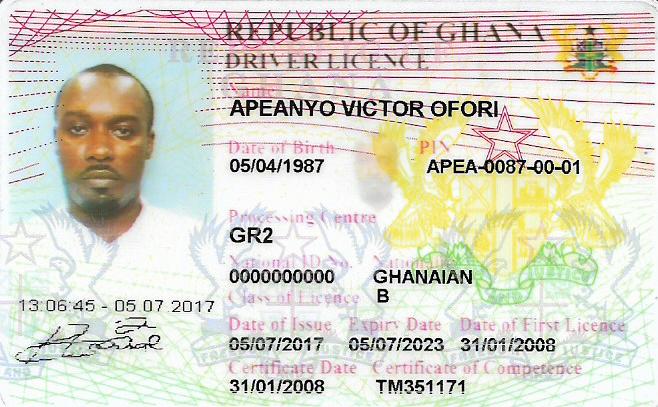 REPUBLIC OF GHANA
DRIVER LICENCE
Name
APEANYO VICTOR OFORI
Date of Birth PIN
05/04/1987 APEA-0087-00-01
Processing Centre
GR2
National ID No. Nationality
0000000000 GHANAIAN
Class of Licence B
13:06:45 - 05 07 2017
Date of Issue Expiry Date Date of First Licence
05/07/2017 05/07/2023 31/01/2008
Certificate Date Certificate of Competence
31/01/2008 TM351171